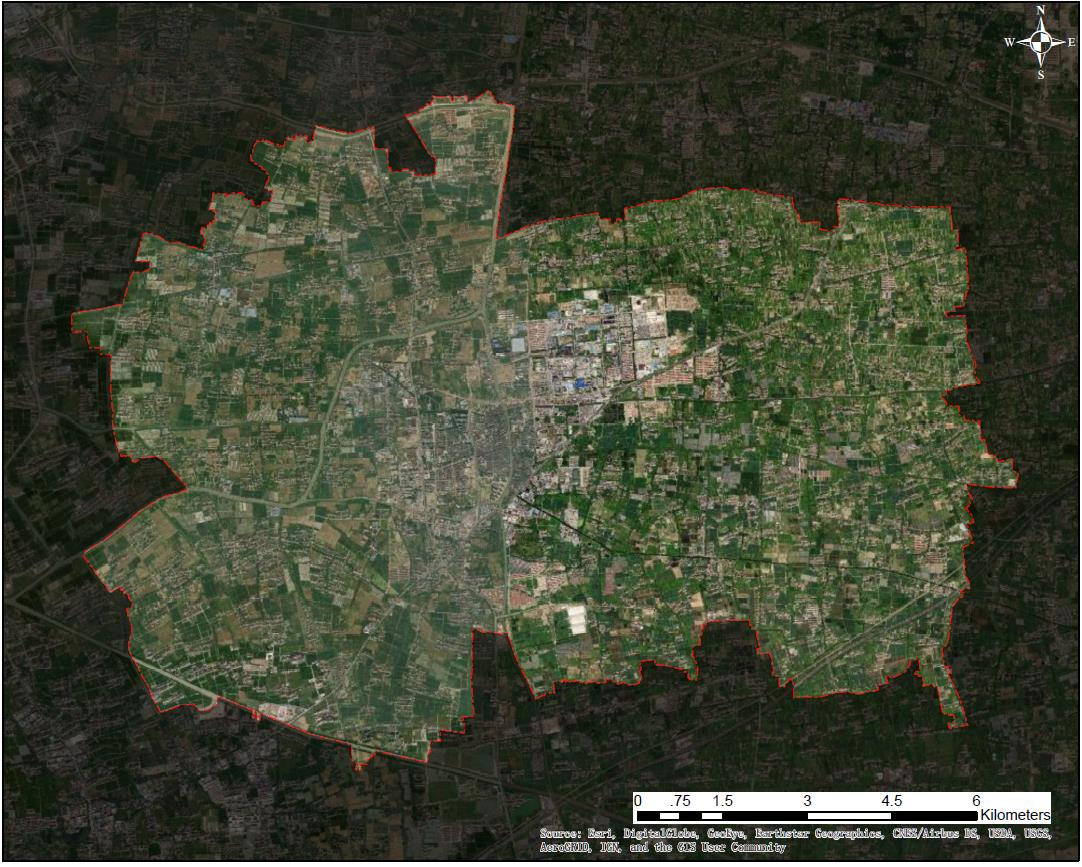 N
W E
S
0 .75 1.5 3 4.5 6
Kilometers
Source: Esri, DigitalGlobe, GeoEye, Earthstar Geographics, CNES/Airbus DS, USDA, USGS,
AeroGRID, IGN, and the GIS User Community